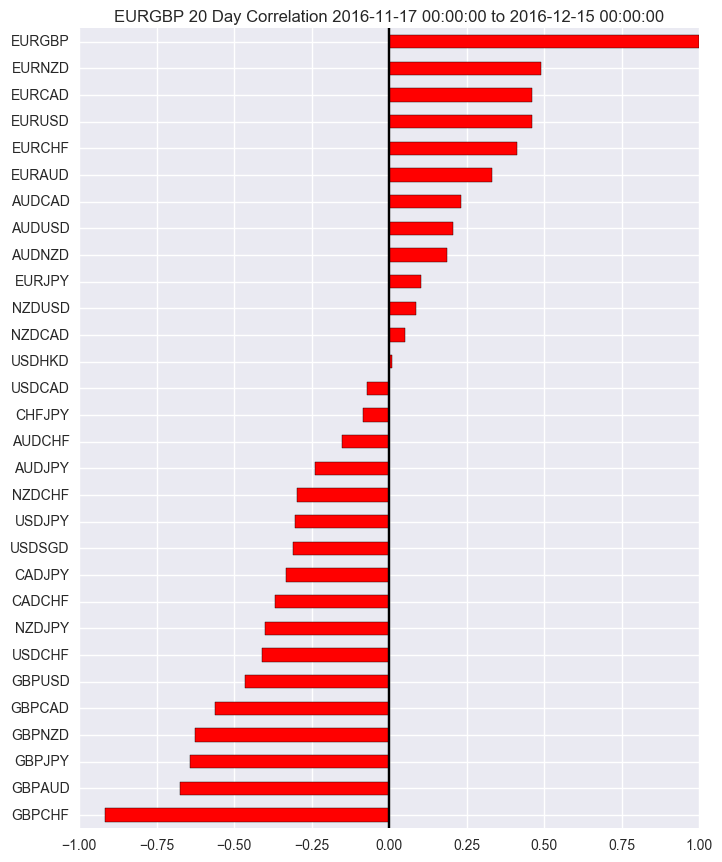 EURGBP 20 Day Correlation 2016-11-17 00:00:00 to 2016-12-15 00:00:00
EURGBP
EURNZD
EURCAD
EURUSD
EURCHF
EURAUD
AUDCAD
AUDUSD
AUDNZD
EURJPY
NZDUSD
NZDCAD
USDHKD
USDCAD
CHFJPY
AUDCHF
AUDJPY
NZDCHF
USDJPY
USDSGD
CADJPY
CADCHF
NZDJPY
USDCHF
GBPUSD
GBPCAD
GBPNZD
GBPJPY
GBPAUD
GBPCHF
−1.00 −0.75 −0.50 −0.25 0.00 0.25 0.50 0.75 1.00